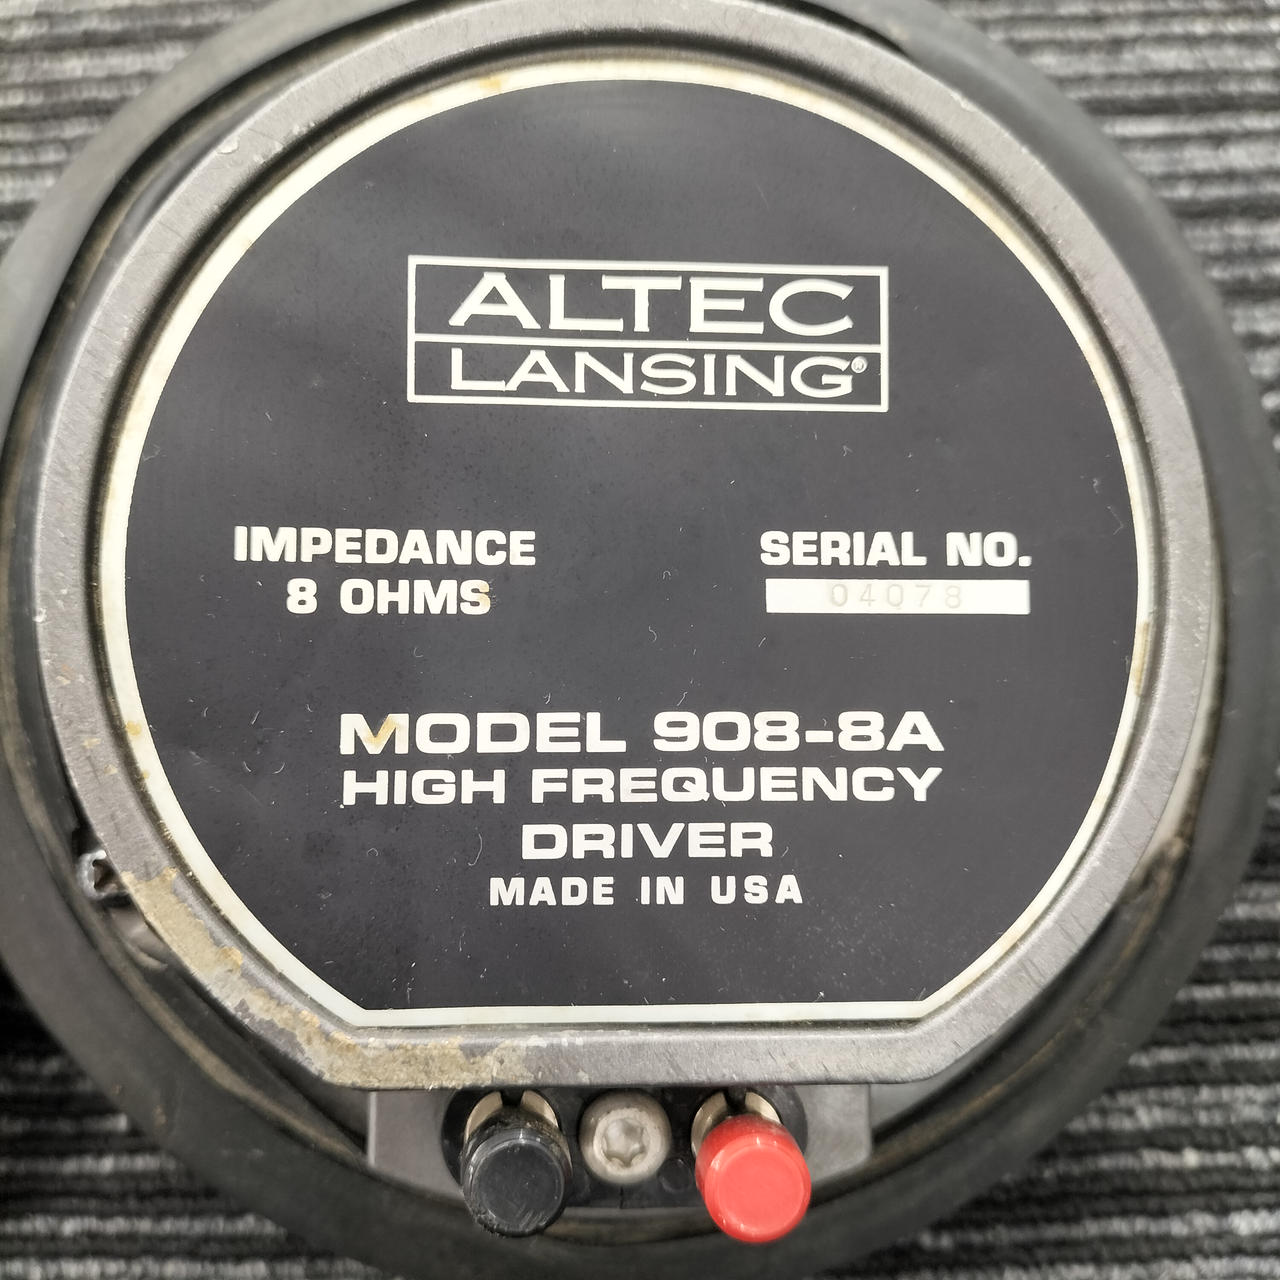 ALTEC
LANSING®
IMPEDANCE
8 OHMS
SERIAL NO.
04078
MODEL 908-8A
HIGH FREQUENCY
DRIVER
MADE IN USA